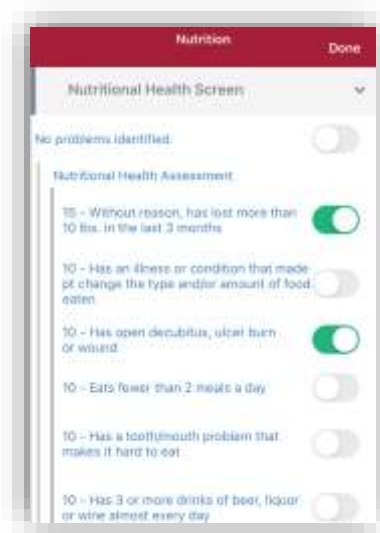 Nutrition
Done
Nutritional Health Screen
No problems identified
Nutritional Health Assessment
15 - Without reason, has lost more than
10 lbs. in the last 3 months
10 - Has an illness or condition that made
pt change the type and/or amount of food
eaten
10 - Has open decubitus, ulcer burn
or wound
10 - Eats fewer than 2 meals a day
10 - Has a tooth/mouth problem that
makes it hard to eat
10 - Has 3 or more drinks of beer, liquor
or wine almost every day